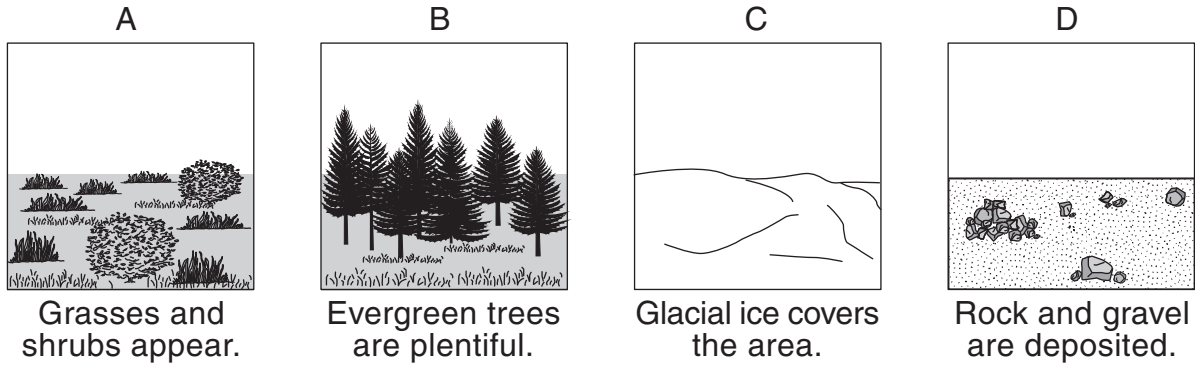 A
B
C
D
Grasses and
shrubs appear.
Evergreen trees
are plentiful.
Glacial ice covers
the area.
Rock and gravel
are deposited.